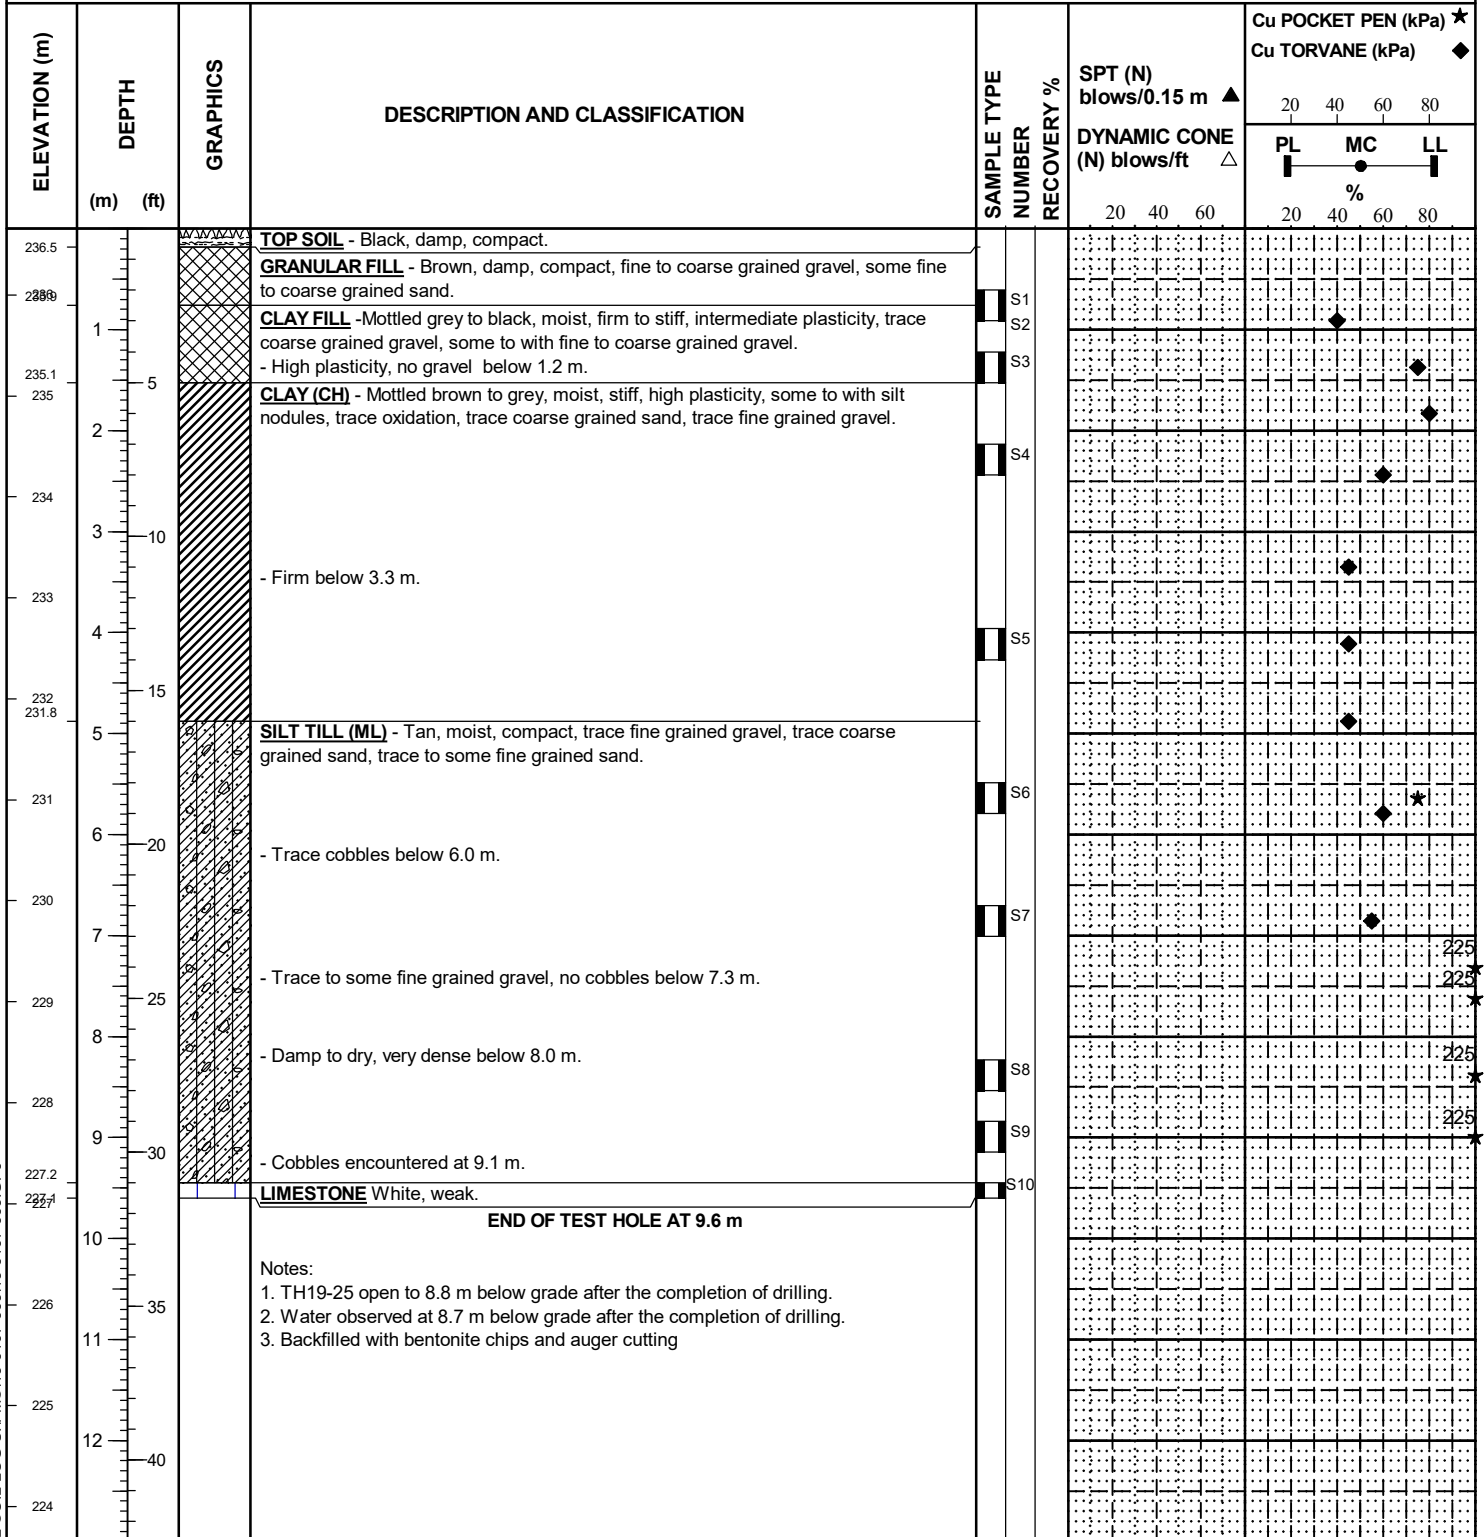 Cu POCKET PEN (kPa) ★
Cu TORVANE (kPa) ◆
ELEVATION (m)
DEPTH
(m) (ft)
GRAPHICS
DESCRIPTION AND CLASSIFICATION
SAMPLE TYPE
NUMBER
RECOVERY %
SPT (N)
blows/0.15 m ▲
DYNAMIC CONE
(N) blows/ft △
20 40 60
20 40 60 80
PL MC LL
%
20 40 60 80
236.5
TOP SOIL - Black, damp, compact.
GRANULAR FILL - Brown, damp, compact, fine to coarse grained gravel, some fine
to coarse grained sand.
S1
CLAY FILL -Mottled grey to black, moist, firm to stiff, intermediate plasticity, trace
coarse grained gravel, some to with fine to coarse grained gravel.
1
S2
- High plasticity, no gravel below 1.2 m.
S3
235.1
5
235
CLAY (CH) - Mottled brown to grey, moist, stiff, high plasticity, some to with silt
nodules, trace oxidation, trace coarse grained sand, trace fine grained gravel.
2
S4
234
3
10
- Firm below 3.3 m.
233
4
S5
15
232
231.8
SILT TILL (ML) - Tan, moist, compact, trace fine grained gravel, trace coarse
grained sand, trace to some fine grained sand.
5
S6
231
6
20
- Trace cobbles below 6.0 m.
230
S7
7
225
- Trace to some fine grained gravel, no cobbles below 7.3 m.
225
229
25
8
- Damp to dry, very dense below 8.0 m.
225
S8
228
225
9
S9
30
- Cobbles encountered at 9.1 m.
227.2
S10
LIMESTONE White, weak.
227.1
227
END OF TEST HOLE AT 9.6 m
10
Notes:
1. TH19-25 open to 8.8 m below grade after the completion of drilling.
226
35
2. Water observed at 8.7 m below grade after the completion of drilling.
3. Backfilled with bentonite chips and auger cutting
11
225
12
40
224